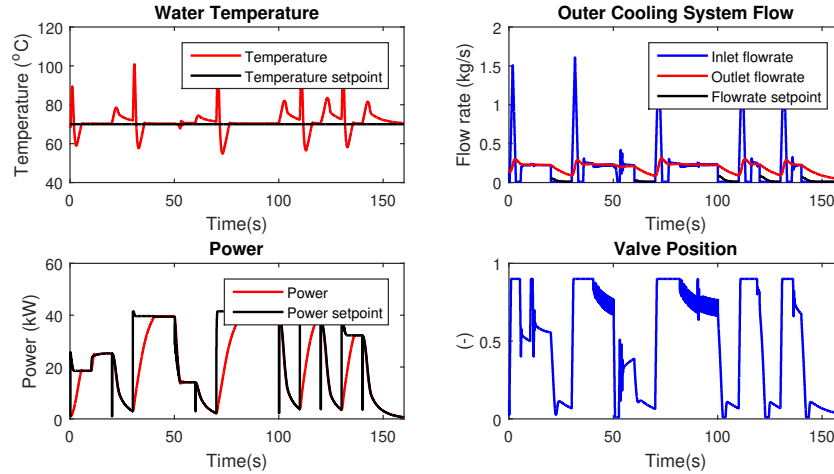 Water Temperature
Temperature (°C)
120
100
80
60
40
Temperature
Temperature setpoint
0
50
100
150
Time(s)
Outer Cooling System Flow
Flow rate (kg/s)
2
1.5
1
0.5
0
Inlet flowrate
Outlet flowrate
Flowrate setpoint
0
50
100
150
Time(s)
Power
Power (kW)
60
40
20
0
Power
Power setpoint
0
50
100
150
Time(s)
Valve Position
(-)
1
0.5
0
0
50
100
150
Time(s)